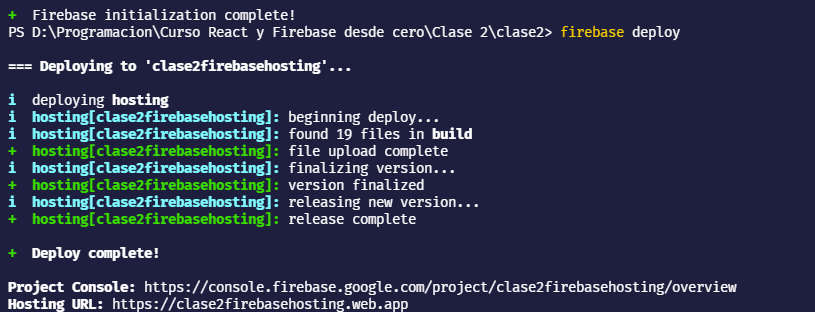 +  Firebase initialization complete!
PS D:\Programacion\Curso React y Firebase desde cero\Clase 2\clase2> firebase deploy
=== Deploying to 'clase2firebasehosting'...
i  deploying hosting
i  hosting[clase2firebasehosting]: beginning deploy...
i  hosting[clase2firebasehosting]: found 19 files in build
+  hosting[clase2firebasehosting]: file upload complete
i  hosting[clase2firebasehosting]: finalizing version...
+  hosting[clase2firebasehosting]: version finalized
i  hosting[clase2firebasehosting]: releasing new version...
+  hosting[clase2firebasehosting]: release complete
+  Deploy complete!
Project Console: https://console.firebase.google.com/project/clase2firebasehosting/overview
Hosting URL: https://clase2firebasehosting.web.app